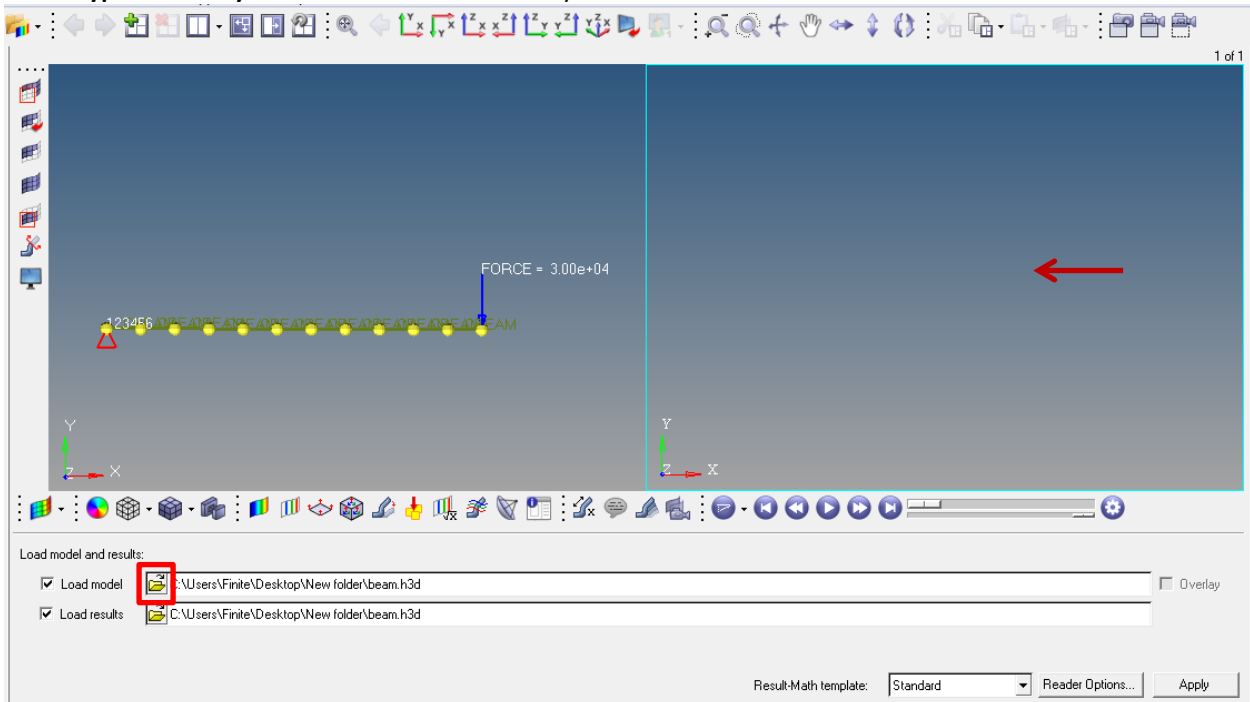 1 of 1
FORCE = 3.00e+04
123456
BEAM
Y
Z X
Y
Z X
Load model and results:
Load model C:\Users\Finite\Desktop\New folder\beam.h3d Overlay
Load results C:\Users\Finite\Desktop\New folder\beam.h3d
Result-Math template: Standard Reader Options... Apply